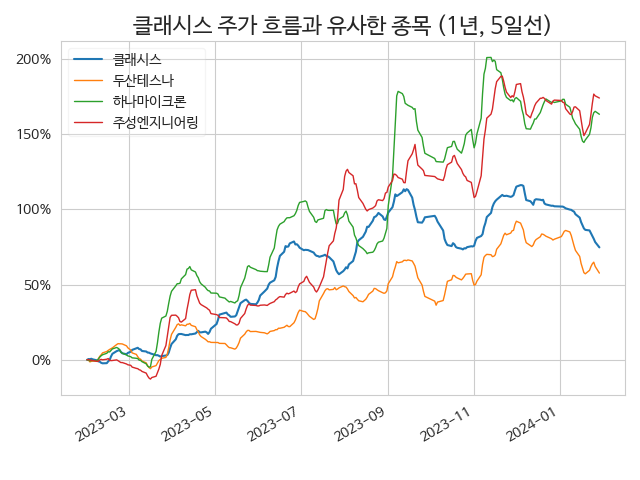 클래시스 주가 흐름과 유사한 종목 (1년, 5일선)
클래시스
두산테스나
하나마이크론
주성엔지니어링
200%
150%
100%
50%
0%
2023-03
2023-05
2023-07
2023-09
2023-11
2024-01